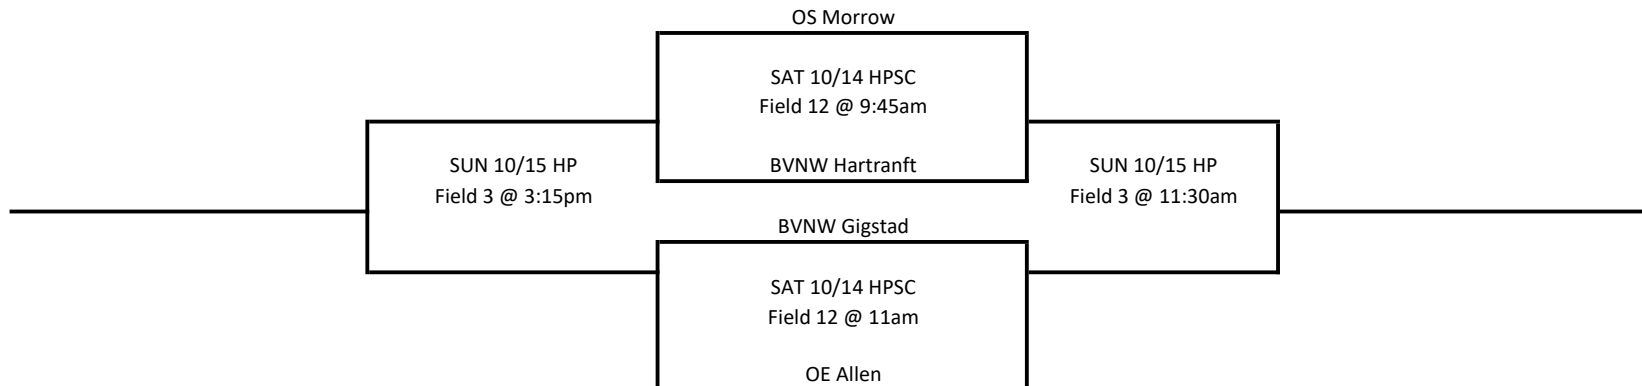 OS Morrow
SAT 10/14 HPSC
Field 12 @ 9:45am
SUN 10/15 HP
Field 3 @ 3:15pm
BVNW Hartranft
SUN 10/15 HP
Field 3 @ 11:30am
BVNW Gigstad
SAT 10/14 HPSC
Field 12 @ 11am
OE Allen